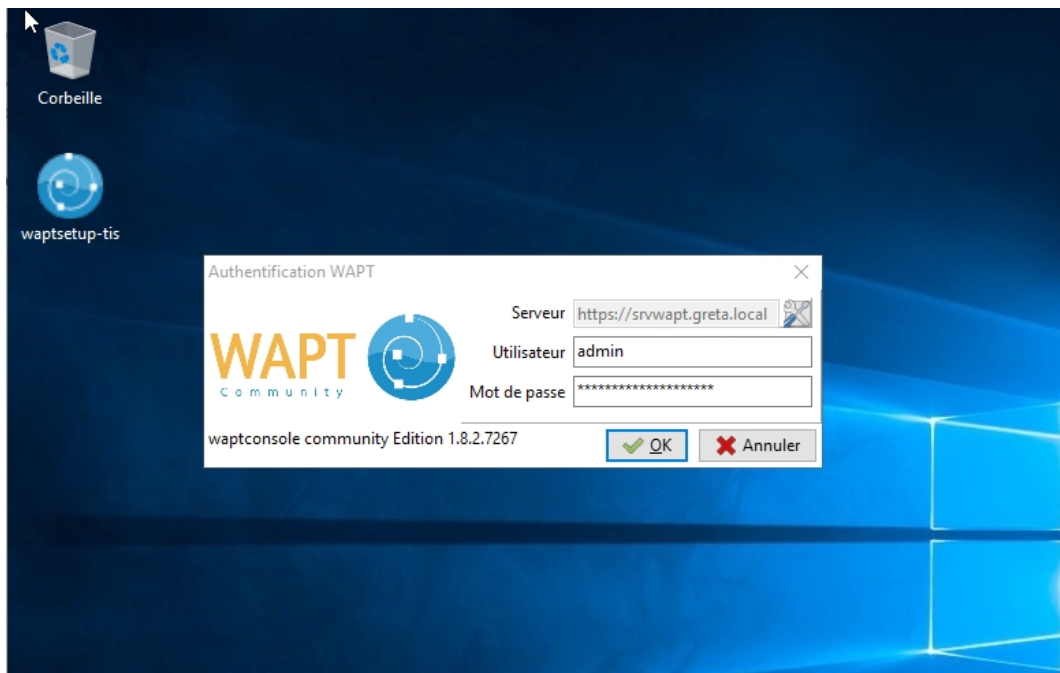 Corbeille
waptsetup-tis
Authentification WAPT
Serveur https://srvwapt.greta.local
WAPT
Community
Utilisateur admin
Mot de passe ********************
waptconsole community Edition 1.8.2.7267
OK Annuler